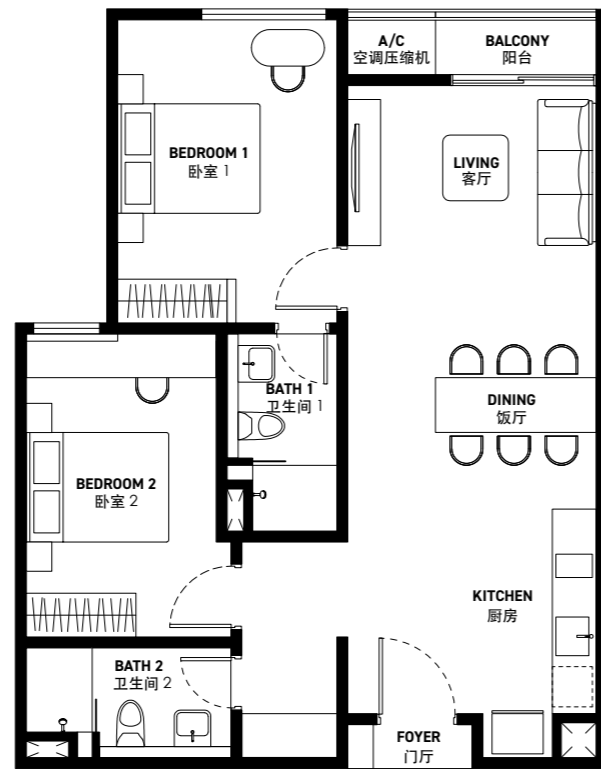 A/C
空调压缩机
BALCONY
阳台
BEDROOM 1
卧室 1
LIVING
客厅
BATH 1
卫生间 1
DINING
饭厅
BEDROOM 2
卧室 2
KITCHEN
厨房
BATH 2
卫生间 2
FOYER
门厅